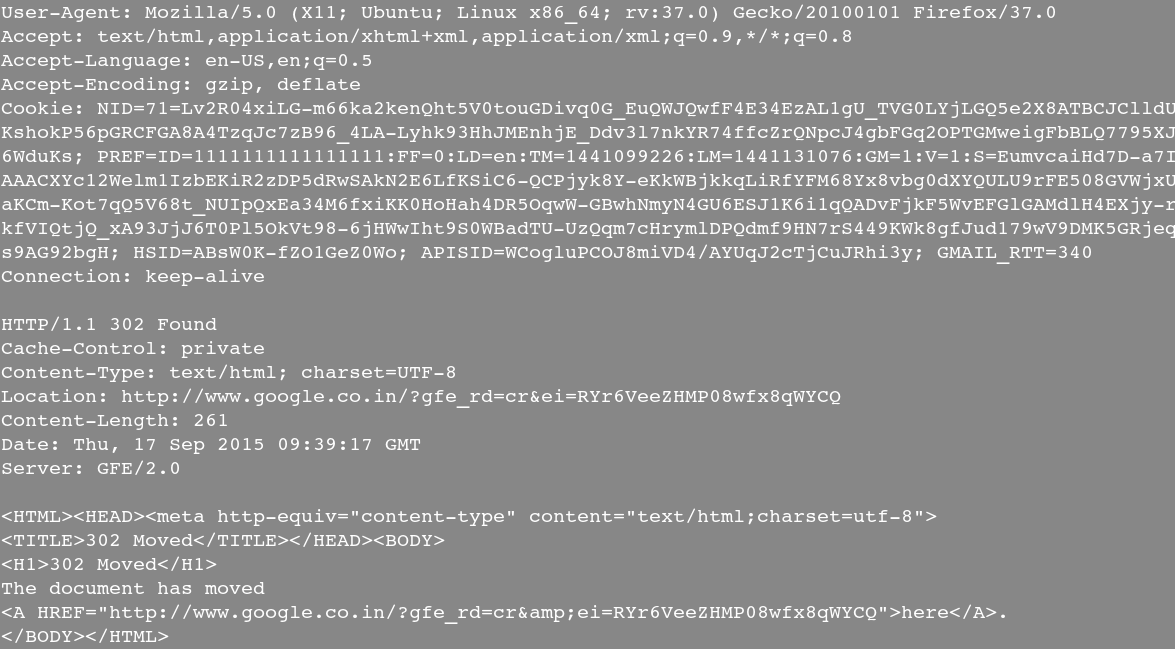 User-Agent: Mozilla/5.0 (X11; Ubuntu; Linux x86_64; rv:37.0) Gecko/20100101 Firefox/37.0
Accept: text/html,application/xhtml+xml,application/xml;q=0.9,*/*;q=0.8
Accept-Language: en-US,en;q=0.5
Accept-Encoding: gzip, deflate
Cookie: NID=71=Lv2R04xiLG-m66ka2kenQht5V0touGDivq0G_EuQWJQwfF4E34EzAL1gU_TVG0LYjLGQ5e2X8ATBCJClldU
KshokP56pGRCFGA8A4TzqJc7zB96_4LA-Lyhk93HhJMEnhjE_Ddv3l7nkYR74ffcZrQNpcJ4gbFGq2OPTGMweigFbBLQ7795XJ
6WduKs; PREF=ID=1111111111111111:FF=0:LD=en:TM=1441099226:LM=1441131076:GM=1:V=1:S=EumvcaiHd7D-a7I
AAACXYc12Welm1IzbEKiR2zDP5dRwSAkN2E6LfKSiC6-QCPjyk8Y-eKkWBjkkqLiRfYFM68Yx8vbg0dXYQULU9rFE508GVWjxU
aKCm-Kot7qQ5V68t_NUIpQxEa34M6fxiKK0HoHah4DR5OqwW-GBwhNmyN4GU6ESJ1K6i1qQADvFjkF5WvEFGlGAMdlH4EXjy-r
kfVIQtjQ_xA93JjJ6T0Pl5OkVt98-6jHWwIht9S0WBadTU-UzQqm7cHrymlDPQdmf9HN7rS449KWk8gfJud179wV9DMK5GRjeq
s9AG92bgH; HSID=ABsW0K-fZO1GeZ0Wo; APISID=WCogluPCOJ8miVD4/AYUqJ2cTjCuJRhi3y; GMAIL_RTT=340
Connection: keep-alive

HTTP/1.1 302 Found
Cache-Control: private
Content-Type: text/html; charset=UTF-8
Location: http://www.google.co.in/?gfe_rd=cr&ei=RYr6VeeZHMP08wfx8qWYCQ
Content-Length: 261
Date: Thu, 17 Sep 2015 09:39:17 GMT
Server: GFE/2.0

<HTML><HEAD><meta http-equiv="content-type" content="text/html;charset=utf-8">
<TITLE>302 Moved</TITLE></HEAD><BODY>
<H1>302 Moved</H1>
The document has moved
<A HREF="http://www.google.co.in/?gfe_rd=cr&amp;ei=RYr6VeeZHMP08wfx8qWYCQ">here</A>.
</BODY></HTML>